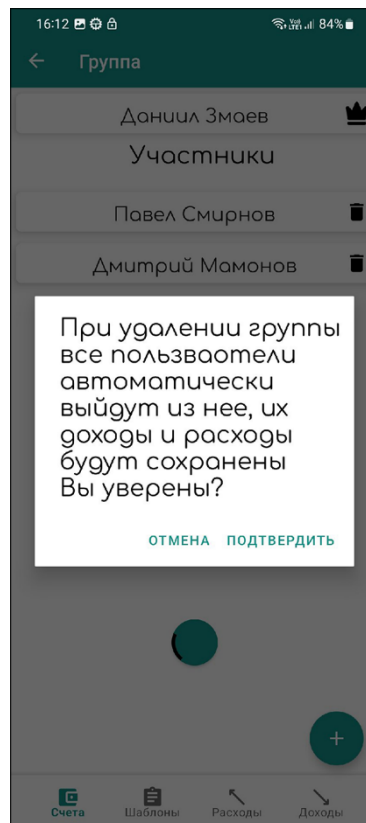 16:12 84%
Группа
Даниил Змаев
Участники
Павел Смирнов
Дмитрий Мамонов
При удалении группы
все пользваотели
автоматически
выйдут из нее, их
доходы и расходы
будут сохранены
Вы уверены?
ОТМЕНА ПОДТВЕРДИТЬ
+
Счета Шаблоны Расходы Доходы